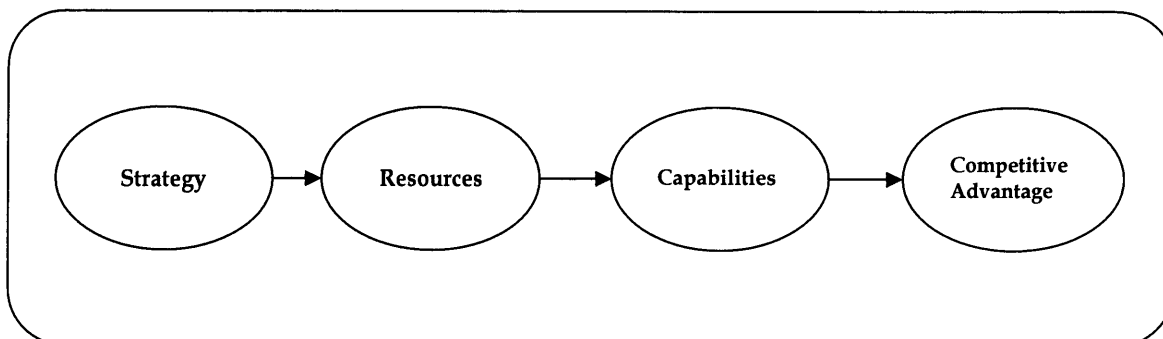 Strategy
Resources
Capabilities
Competitive
Advantage